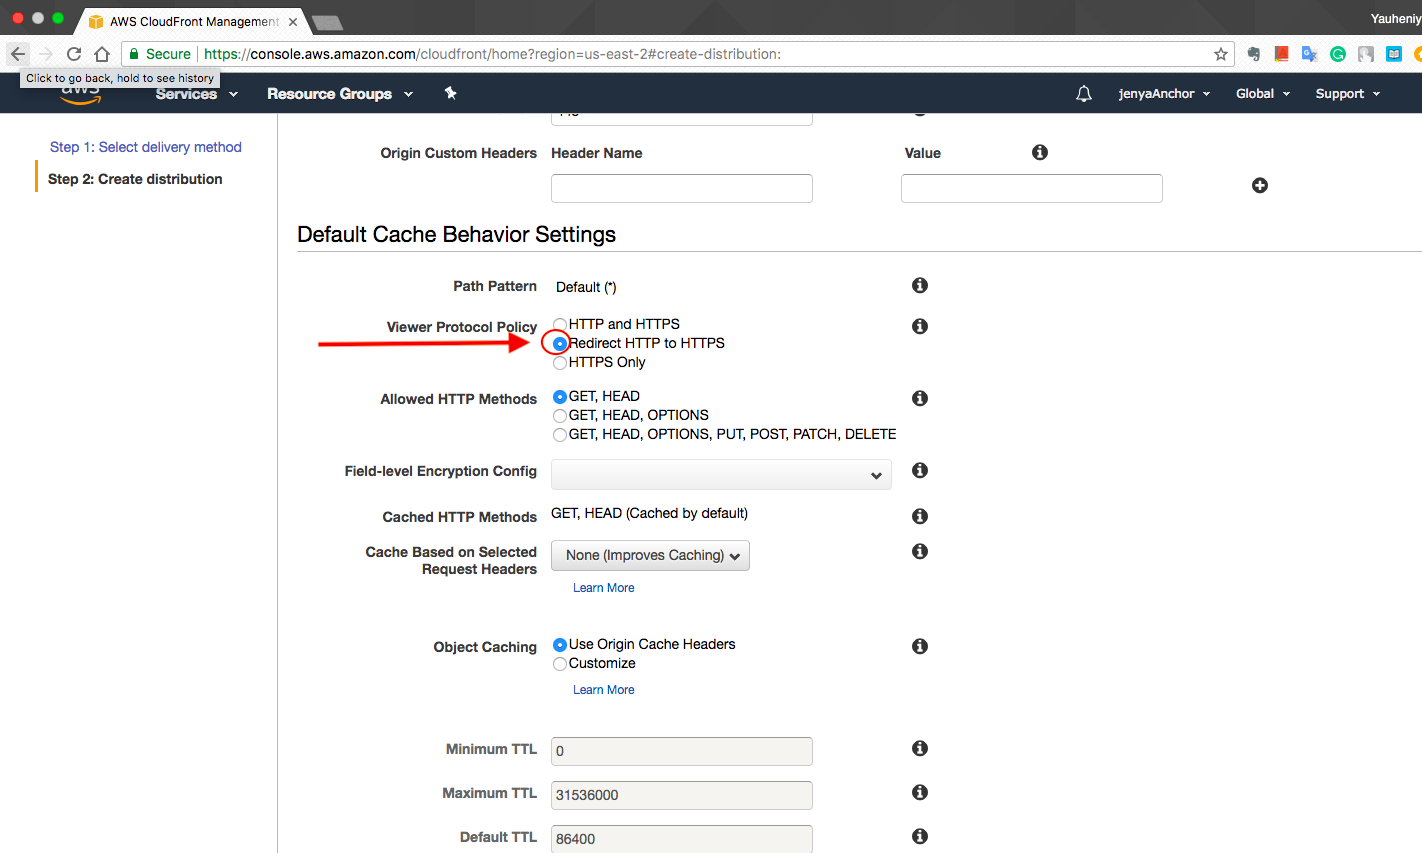 AWS CloudFront Management
Yauheniy
Secure
https://console.aws.amazon.com/cloudfront/home?region=us-east-2#create-distribution:
Click to go back, hold to see history
aws
Services
Resource Groups
jenyaAnchor
Global
Support
Step 1: Select delivery method
Step 2: Create distribution
Origin Custom Headers
Header Name
Value
Default Cache Behavior Settings
Path Pattern
Default (*)
Viewer Protocol Policy
HTTP and HTTPS
Redirect HTTP to HTTPS
HTTPS Only
Allowed HTTP Methods
GET, HEAD
GET, HEAD, OPTIONS
GET, HEAD, OPTIONS, PUT, POST, PATCH, DELETE
Field-level Encryption Config
Cached HTTP Methods
GET, HEAD (Cached by default)
Cache Based on Selected
Request Headers
None (Improves Caching)
Learn More
Object Caching
Use Origin Cache Headers
Customize
Learn More
Minimum TTL
0
Maximum TTL
31536000
Default TTL
86400